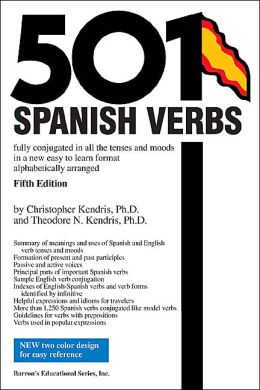 501
SPANISH VERBS
fully conjugated in all the tenses and moods
in a new easy to learn format
alphabetically arranged
Fifth Edition
by Christopher Kendris, Ph.D.
and Theodore N. Kendris, Ph.D.
Summary of meanings and uses of Spanish and English
verb tenses and moods
Formation of present and past participles
Passive and active voices
Principal parts of important Spanish verbs
Sample English verb conjugation
Indexes of English-Spanish verbs and verb forms
identified by infinitive
Helpful expressions and idioms for travelers
More than 1,250 Spanish verbs conjugated like model verbs
Guidelines for verbs with prepositions
Verbs used in popular expressions
NEW two color design
for easy reference
Barron's Educational Series, Inc.